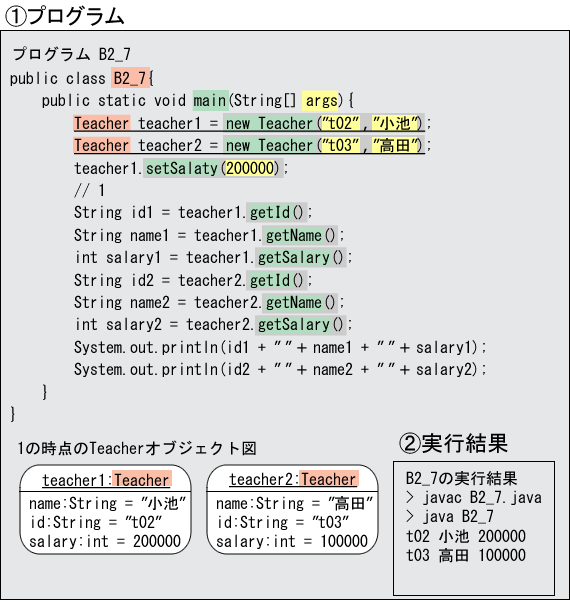 ①プログラム
プログラム B2_7
public class B2_7{
public static void main(String[] args){
Teacher teacher1 = new Teacher("t02","小池");
Teacher teacher2 = new Teacher("t03","高田");
teacher1.setSalaty(200000);
// 1
String id1 = teacher1.getId();
String name1 = teacher1.getName();
int salary1 = teacher1.getSalary();
String id2 = teacher2.getId();
String name2 = teacher2.getName();
int salary2 = teacher2.getSalary();
System.out.println(id1 + " " + name1 + " " + salary1);
System.out.println(id2 + " " + name2 + " " + salary2);
}
}
1の時点のTeacherオブジェクト図
teacher1:Teacher
name:String = "小池"
id:String = "t02"
salary:int = 200000
teacher2:Teacher
name:String = "高田"
id:String = "t03"
salary:int = 100000
②実行結果
B2_7の実行結果
> javac B2_7.java
> java B2_7
t02 小池 200000
t03 高田 100000